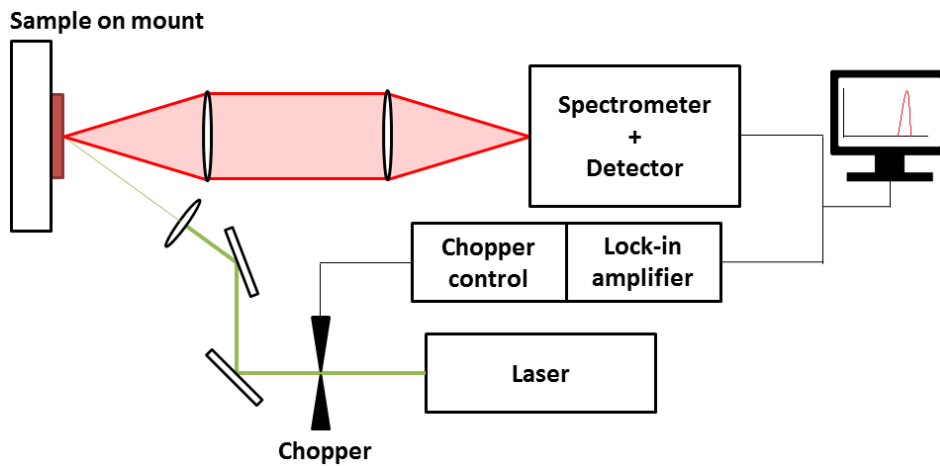 Sample on mount
Spectrometer
+
Detector
Chopper
control
Lock-in
amplifier
Laser
Chopper